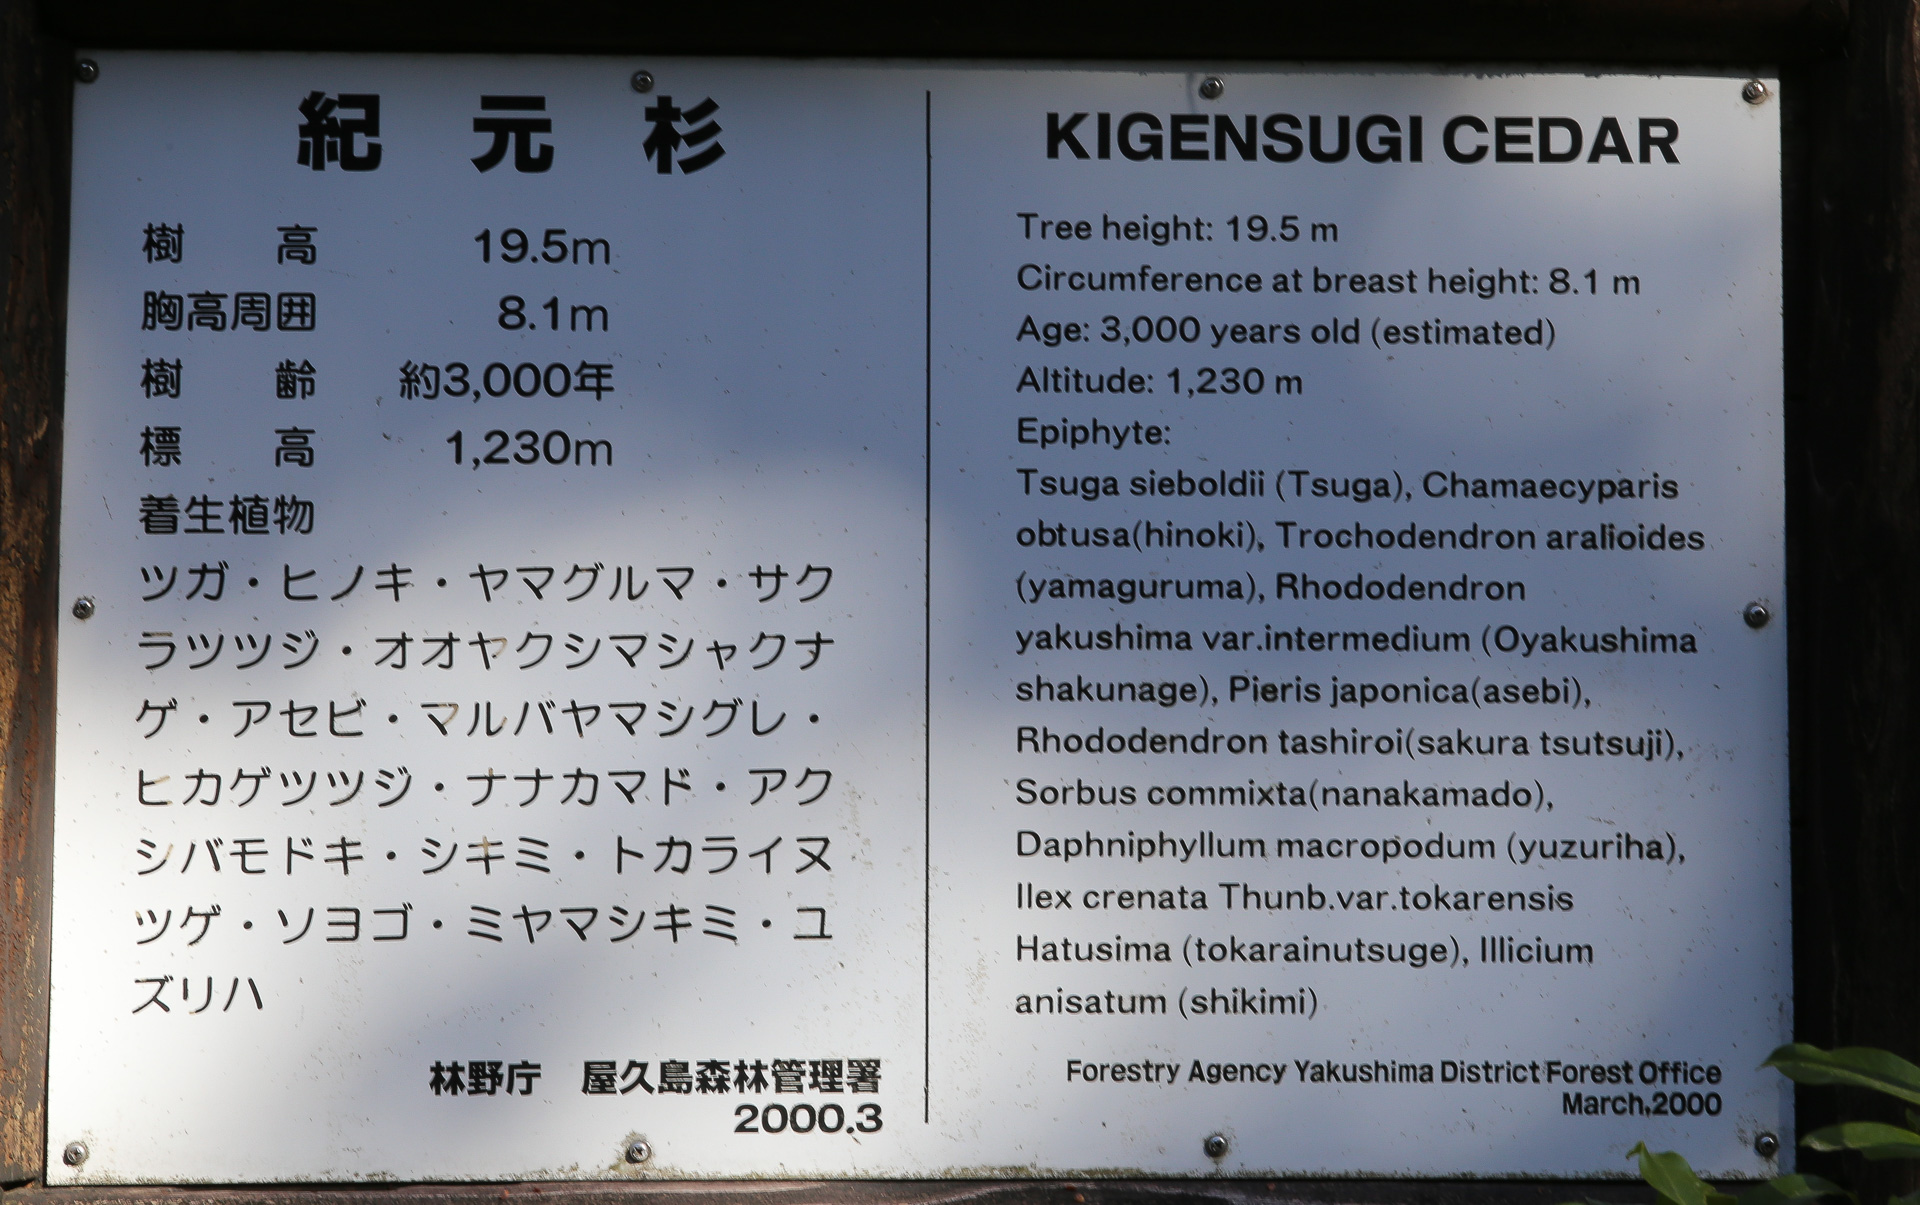 紀元杉
樹高 19.5m
胸高周囲 8.1m
樹齢 約3,000年
標高 1,230m
着生植物
ツガ・ヒノキ・ヤマグルマ・サク
ラツツジ・オオヤクシマシャクナ
ゲ・アセビ・マルバヤマシグレ・
ヒカゲツツジ・ナナカマド・アク
シバモドキ・シキミ・トカライヌ
ツゲ・ソヨゴ・ミヤマシキミ・ユ
ズリハ
林野庁 屋久島森林管理署
2000.3
KIGENSUGI CEDAR
Tree height: 19.5 m
Circumference at breast height: 8.1 m
Age: 3,000 years old (estimated)
Altitude: 1,230 m
Epiphyte:
Tsuga sieboldii (Tsuga), Chamaecyparis
obtusa(hinoki), Trochodendron aralioides
(yamaguruma), Rhododendron
yakushima var.intermedium (Oyakushima
shakunage), Pieris japonica(asebi),
Rhododendron tashiroi(sakura tsutsuji),
Sorbus commixta(nanakamado),
Daphniphyllum macropodum (yuzuriha),
Ilex crenata Thunb.var.tokarensis
Hatusima (tokarainutsuge), Illicium
anisatum (shikimi)
Forestry Agency Yakushima District Forest Office
March,2000